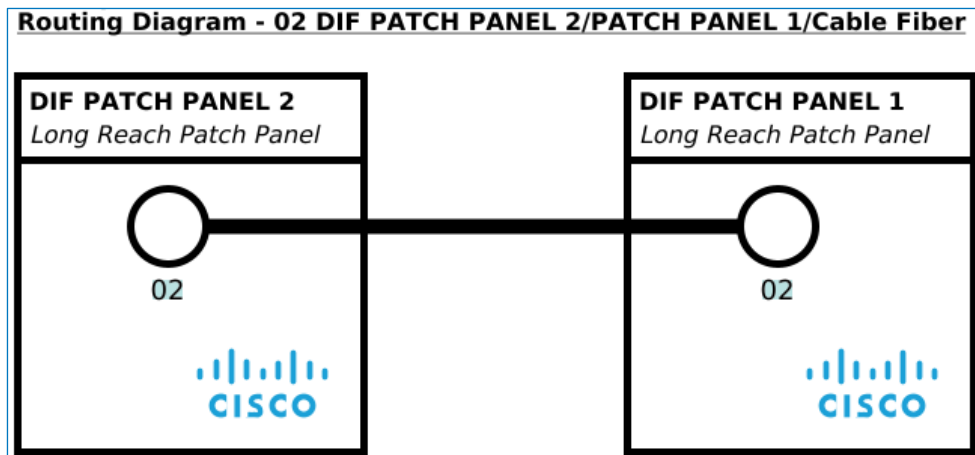 Routing Diagram - 02 DIF PATCH PANEL 2/PATCH PANEL 1/Cable Fiber
DIF PATCH PANEL 2
Long Reach Patch Panel
02
CISCO
DIF PATCH PANEL 1
Long Reach Patch Panel
02
CISCO